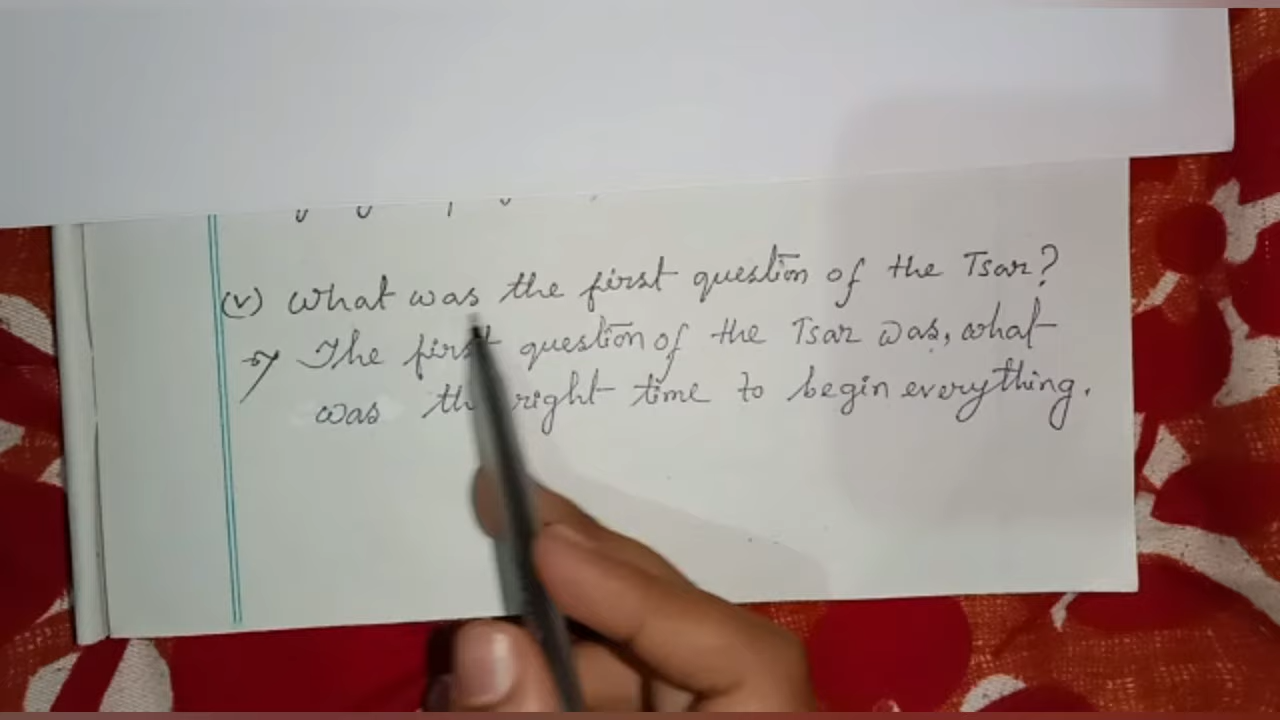 (v) What was the first question of the Tsar?
→ The first question of the Tsar was, what
was the right time to begin everything.